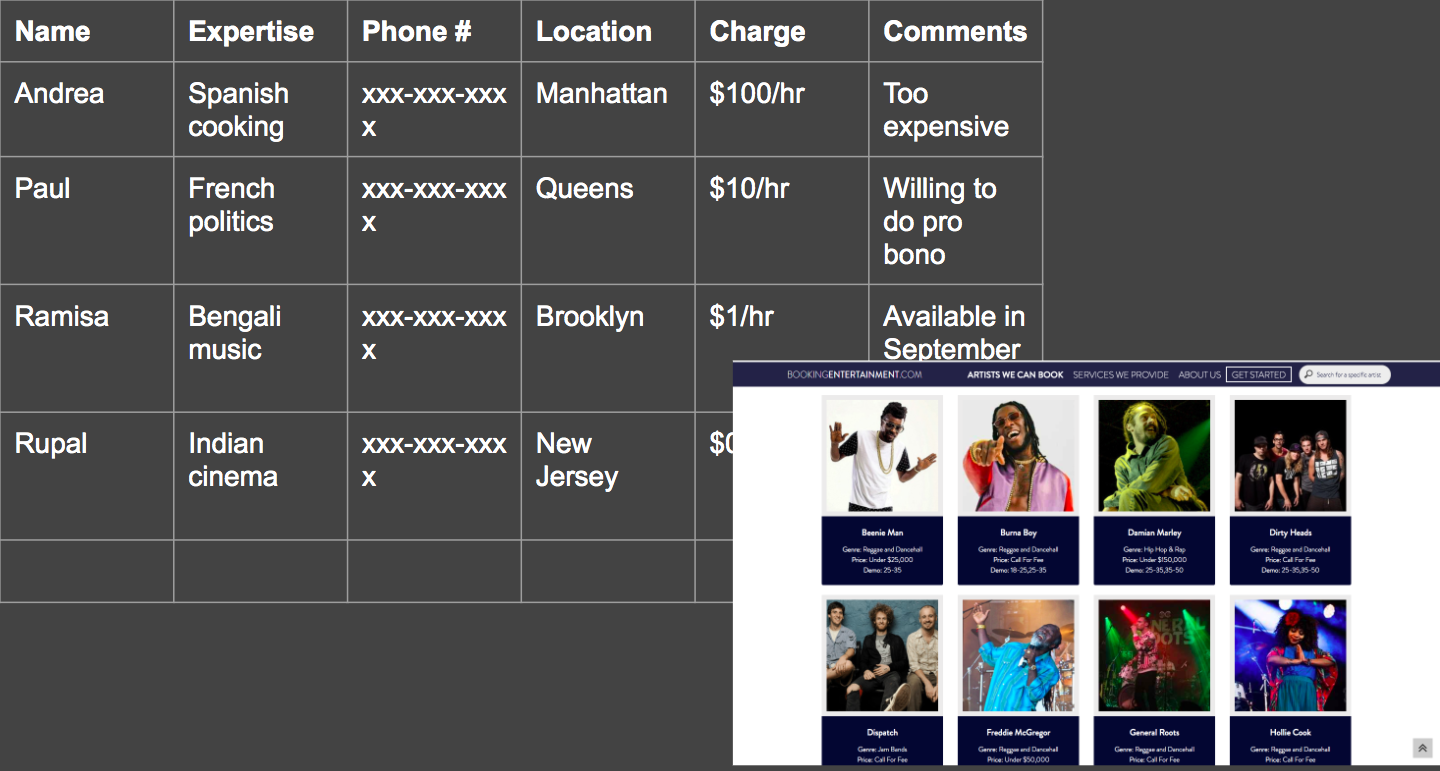 Name Expertise Phone # Location Charge Comments
Andrea Spanish xxx-xxx-xxx Manhattan $100/hr Too
cooking x expensive
Paul French xxx-xxx-xxx Queens $10/hr Willing to
politics x do pro
bono
Ramisa Bengali xxx-xxx-xxx Brooklyn $1/hr Available in
music x September
Rupal Indian xxx-xxx-xxx New
cinema x Jersey
BOOKINGENTERTAINMENT.COM ARTISTS WE CAN BOOK SERVICES WE PROVIDE ABOUT US GET STARTED Search for a specific artist
Beenie Man Burna Boy Damian Marley Dirty Heads
Genre: Reggae and Dancehall Genre: Reggae and Dancehall Genre: Hip Hop & Rap Genre: Reggae and Dancehall
Price: Under $25,000 Price: Call For Fee Price: Under $150,000 Price: Call For Fee
Demo: 25-35 Demo: 18-25,25-35 Demo: 25-35,35-50 Demo: 25-35,35-50
Dispatch Freddie McGregor General Roots Hollie Cook
Genre: Jam Bands Genre: Reggae and Dancehall Genre: Reggae and Dancehall Genre: Reggae and Dancehall
Price: Call For Fee Price: Under $50,000 Price: Call For Fee Price: Call For Fee